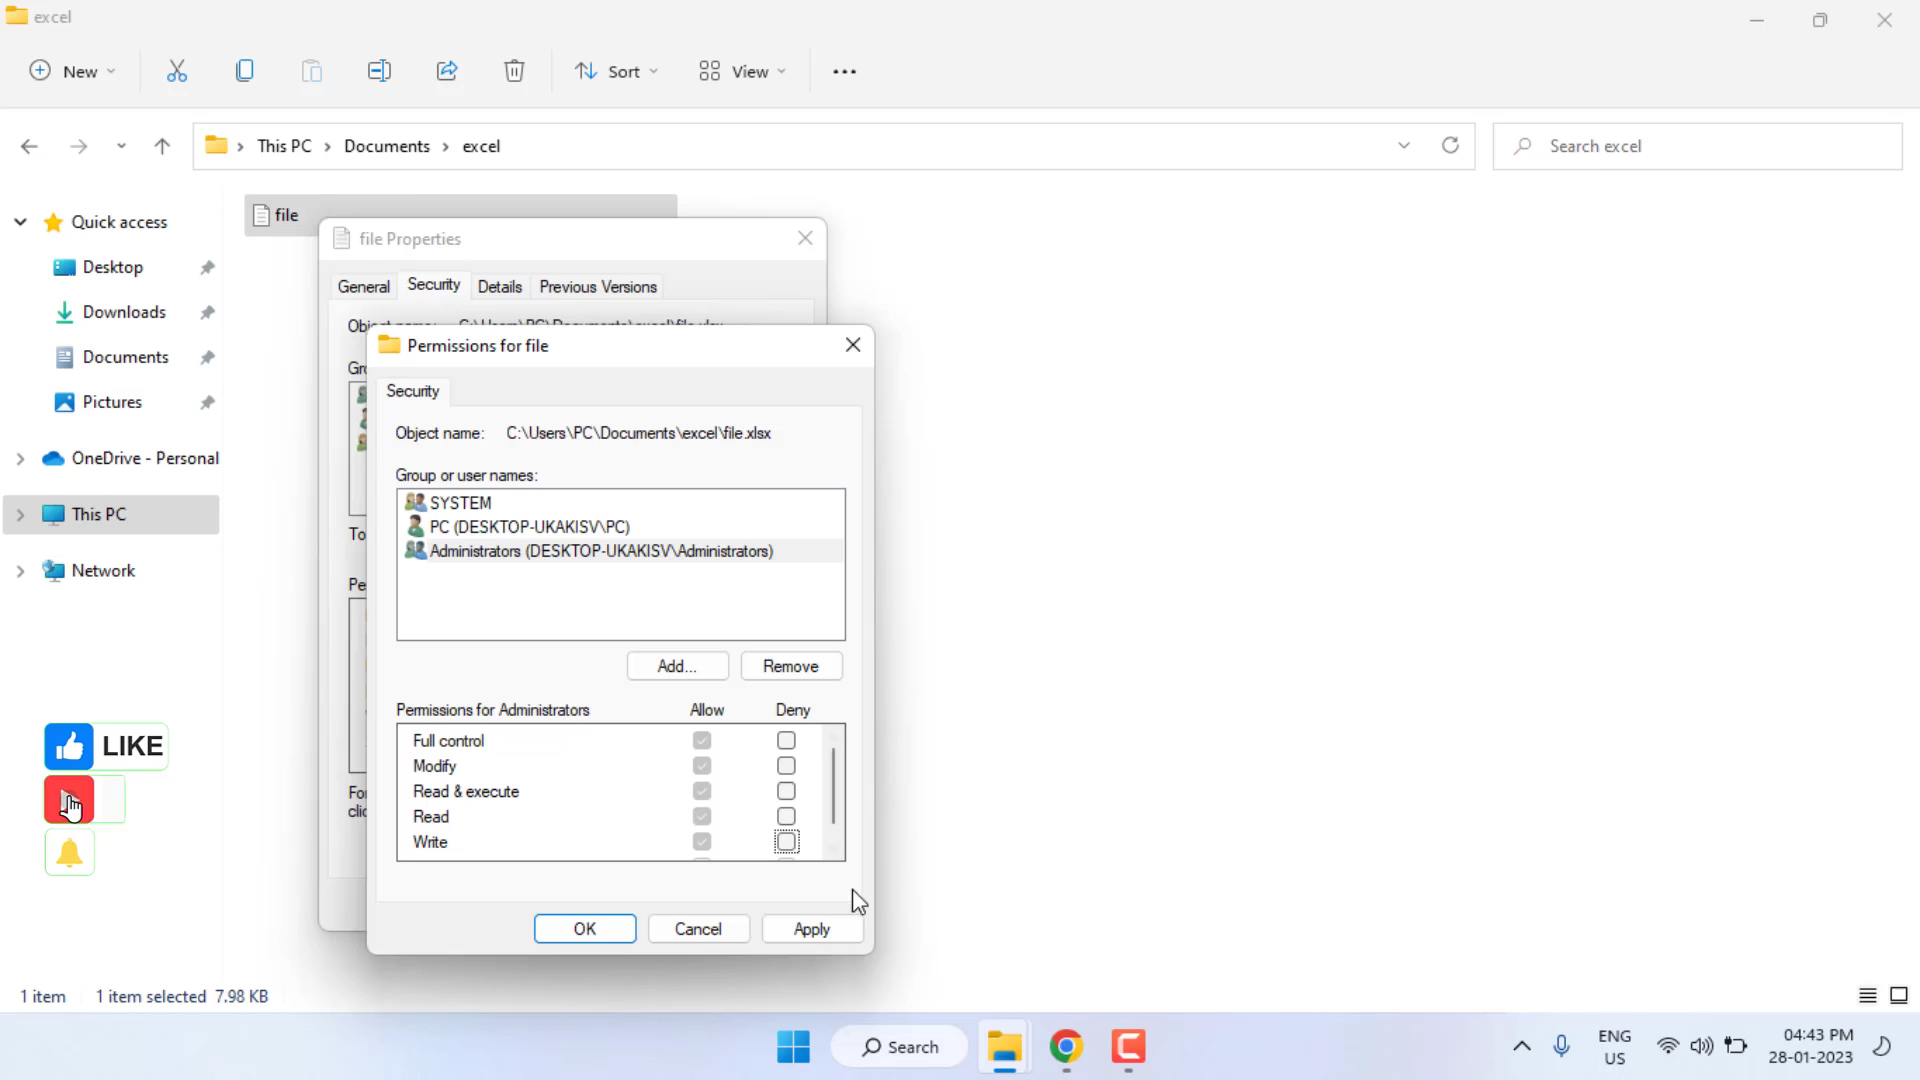 excel
New
Sort
View
This PC
Documents
excel
Search excel
Quick access
Desktop
Downloads
Documents
Pictures
OneDrive - Personal
This PC
Network
file
file Properties
General
Security
Details
Previous Versions
Permissions for file
Security
Object name: C:\Users\PC\Documents\excel\file.xlsx
Group or user names:
SYSTEM
PC (DESKTOP-UKAKISV\PC)
Administrators (DESKTOP-UKAKISV\Administrators)
Add...
Remove
Permissions for Administrators Allow Deny
Full control
Modify
Read & execute
Read
Write
OK
Cancel
Apply
LIKE
1 item 1 item selected 7.98 KB
Search
ENG
US
04:43 PM
28-01-2023